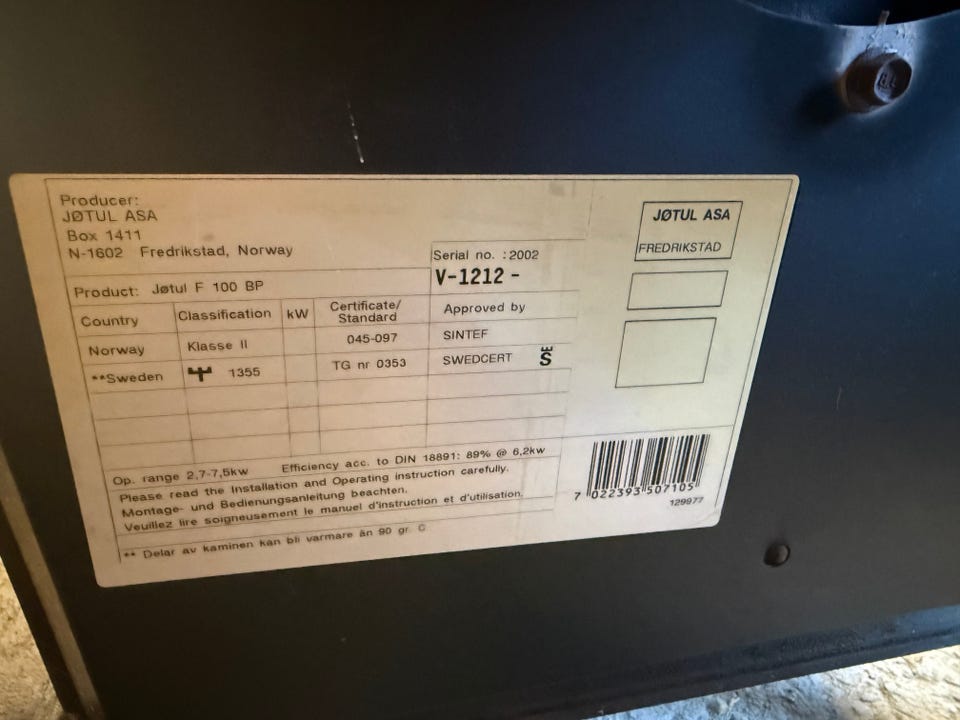 Producer:
JØTUL ASA
Box 1411
N-1602 Fredrikstad, Norway
JØTUL ASA
FREDRIKSTAD
Serial no. : 2002
V-1212 -
Product: Jøtul F 100 BP
Country Classification kW Certificate/ Standard Approved by
Norway Klasse II 045-097 SINTEF
**Sweden 1355 TG nr 0353 SWEDCERT S
Op. range 2,7-7,5kw Efficiency acc. to DIN 18891: 89% @ 6,2kw
Please read the Installation and Operating instruction carefully.
Montage- und Bedienungsanleitung beachten.
Veuillez lire soigneusement le manuel d'instruction et d'utilisation.
** Delar av kaminen kan bli varmare än 90 gr. C
7 022393 507105
129977